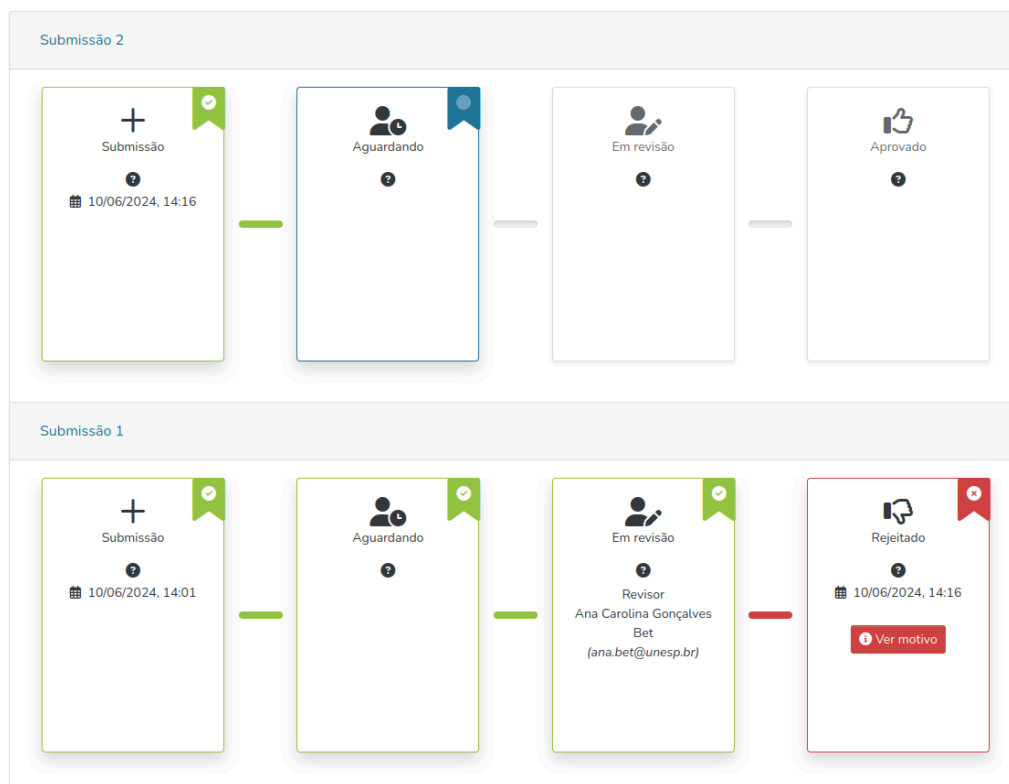 Submissão 2
Submissão
10/06/2024, 14:16
Aguardando
Em revisão
Aprovado
Submissão 1
Submissão
10/06/2024, 14:01
Aguardando
Em revisão
Revisor
Ana Carolina Gonçalves
Bet
(ana.bet@unesp.br)
Rejeitado
10/06/2024, 14:16
Ver motivo